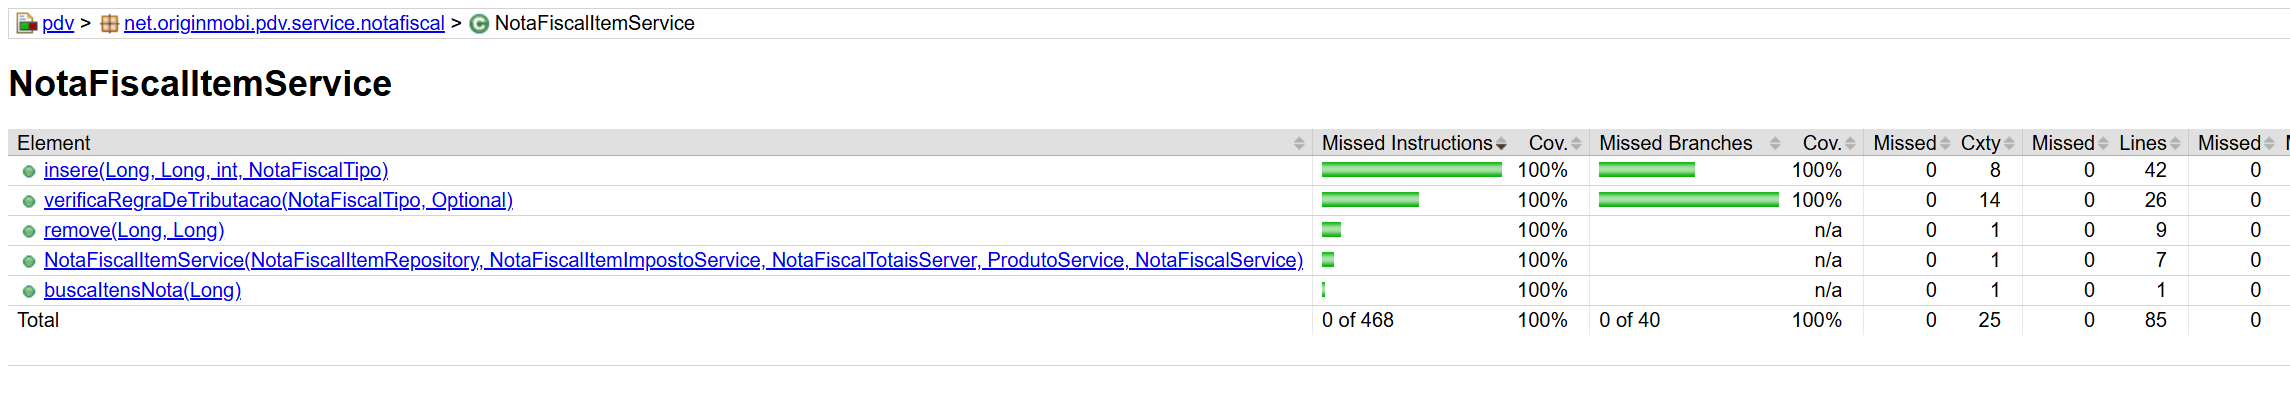 pdv > net.originmobi.pdv.service.notafiscal > NotaFiscalItemService
NotaFiscalItemService
Element Missed Instructions Cov. Missed Branches Cov. Missed Cxty Missed Lines Missed
insere(Long, Long, int, NotaFiscalTipo) 100% 100% 0 8 0 42 0
verificaRegraDeTributacao(NotaFiscalTipo, Optional) 100% 100% 0 14 0 26 0
remove(Long, Long) 100% n/a 0 1 0 9 0
NotaFiscalItemService(NotaFiscalItemRepository, NotaFiscalItemImpostoService, NotaFiscalTotaisServer, ProdutoService, NotaFiscalService) 100% n/a 0 1 0 7 0
buscaItensNota(Long) 100% n/a 0 1 0 1 0
Total 0 of 468 100% 0 of 40 100% 0 25 0 85 0